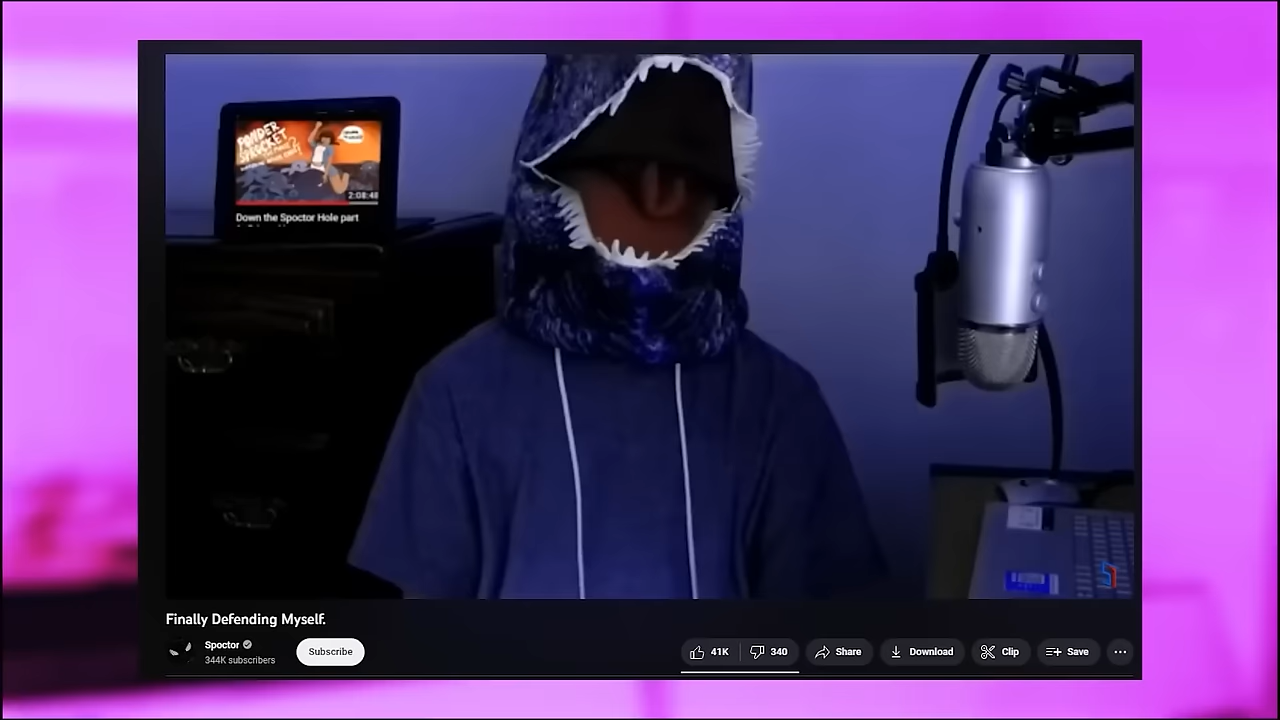 PONDER
SPROCKET
2:08:48
Down the Spoctor Hole part
Finally Defending Myself.
Spoctor
344K subscribers
Subscribe
41K
340
Share
Download
Clip
Save